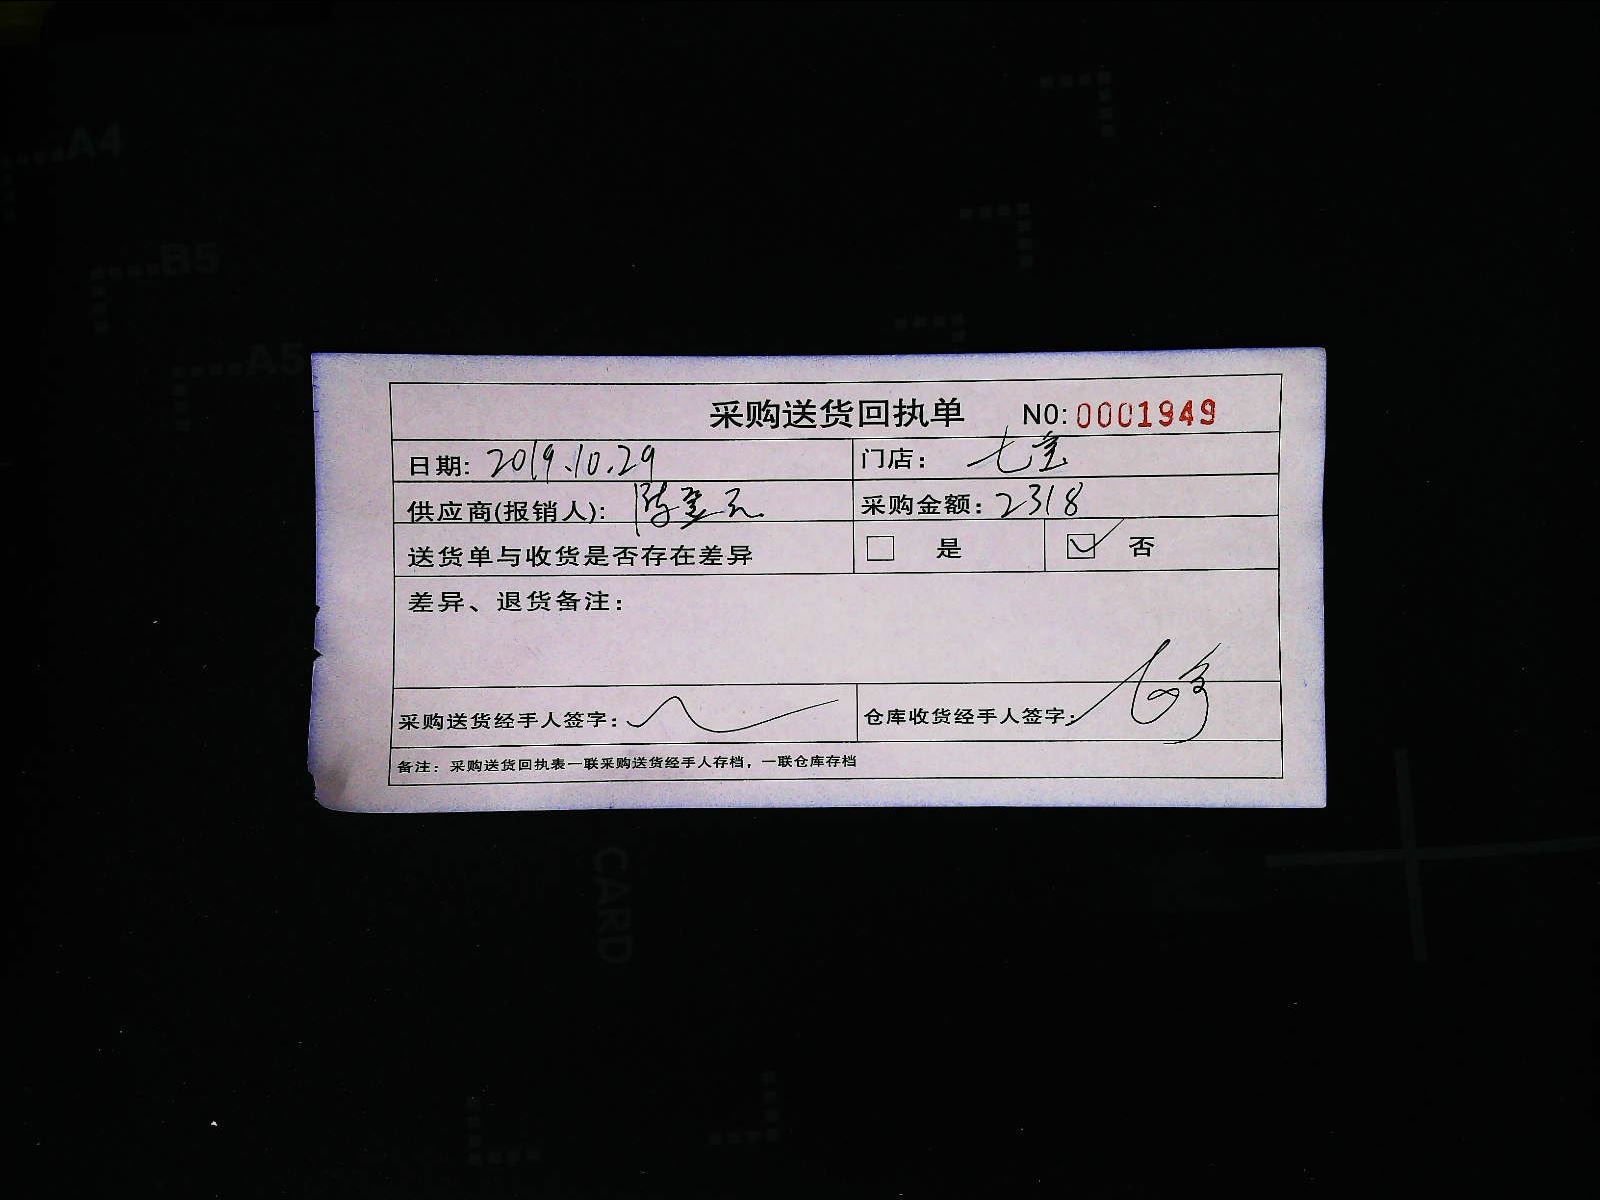 A4
B5
A5
采购送货回执单 NO:0001949
日期: 2019.10.29 门店:
供应商(报销人): 陈 采购金额: 2318
送货单与收货是否存在差异 是 否
差异、退货备注:
采购送货经手人签字: 仓库收货经手人签字:
备注: 采购送货回执表一联采购送货经手人存档,一联仓库存档
CARD